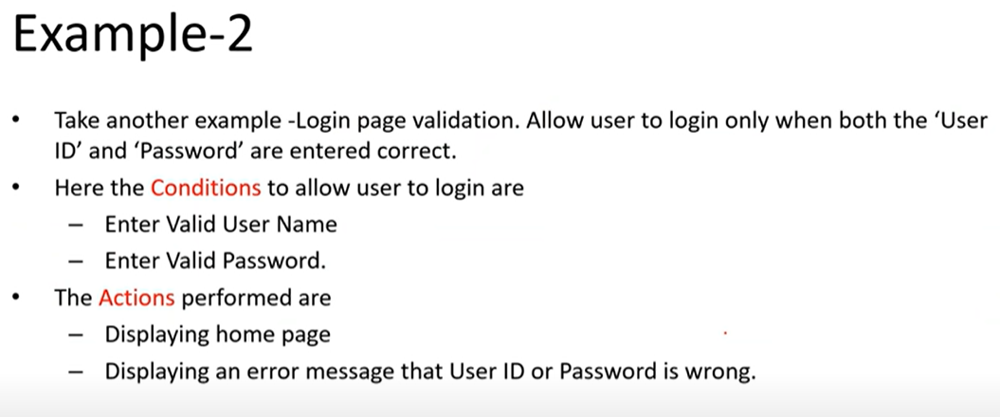 Example-2
• Take another example -Login page validation. Allow user to login only when both the ‘User
ID’ and ‘Password’ are entered correct.
• Here the Conditions to allow user to login are
– Enter Valid User Name
– Enter Valid Password.
• The Actions performed are
– Displaying home page
– Displaying an error message that User ID or Password is wrong.